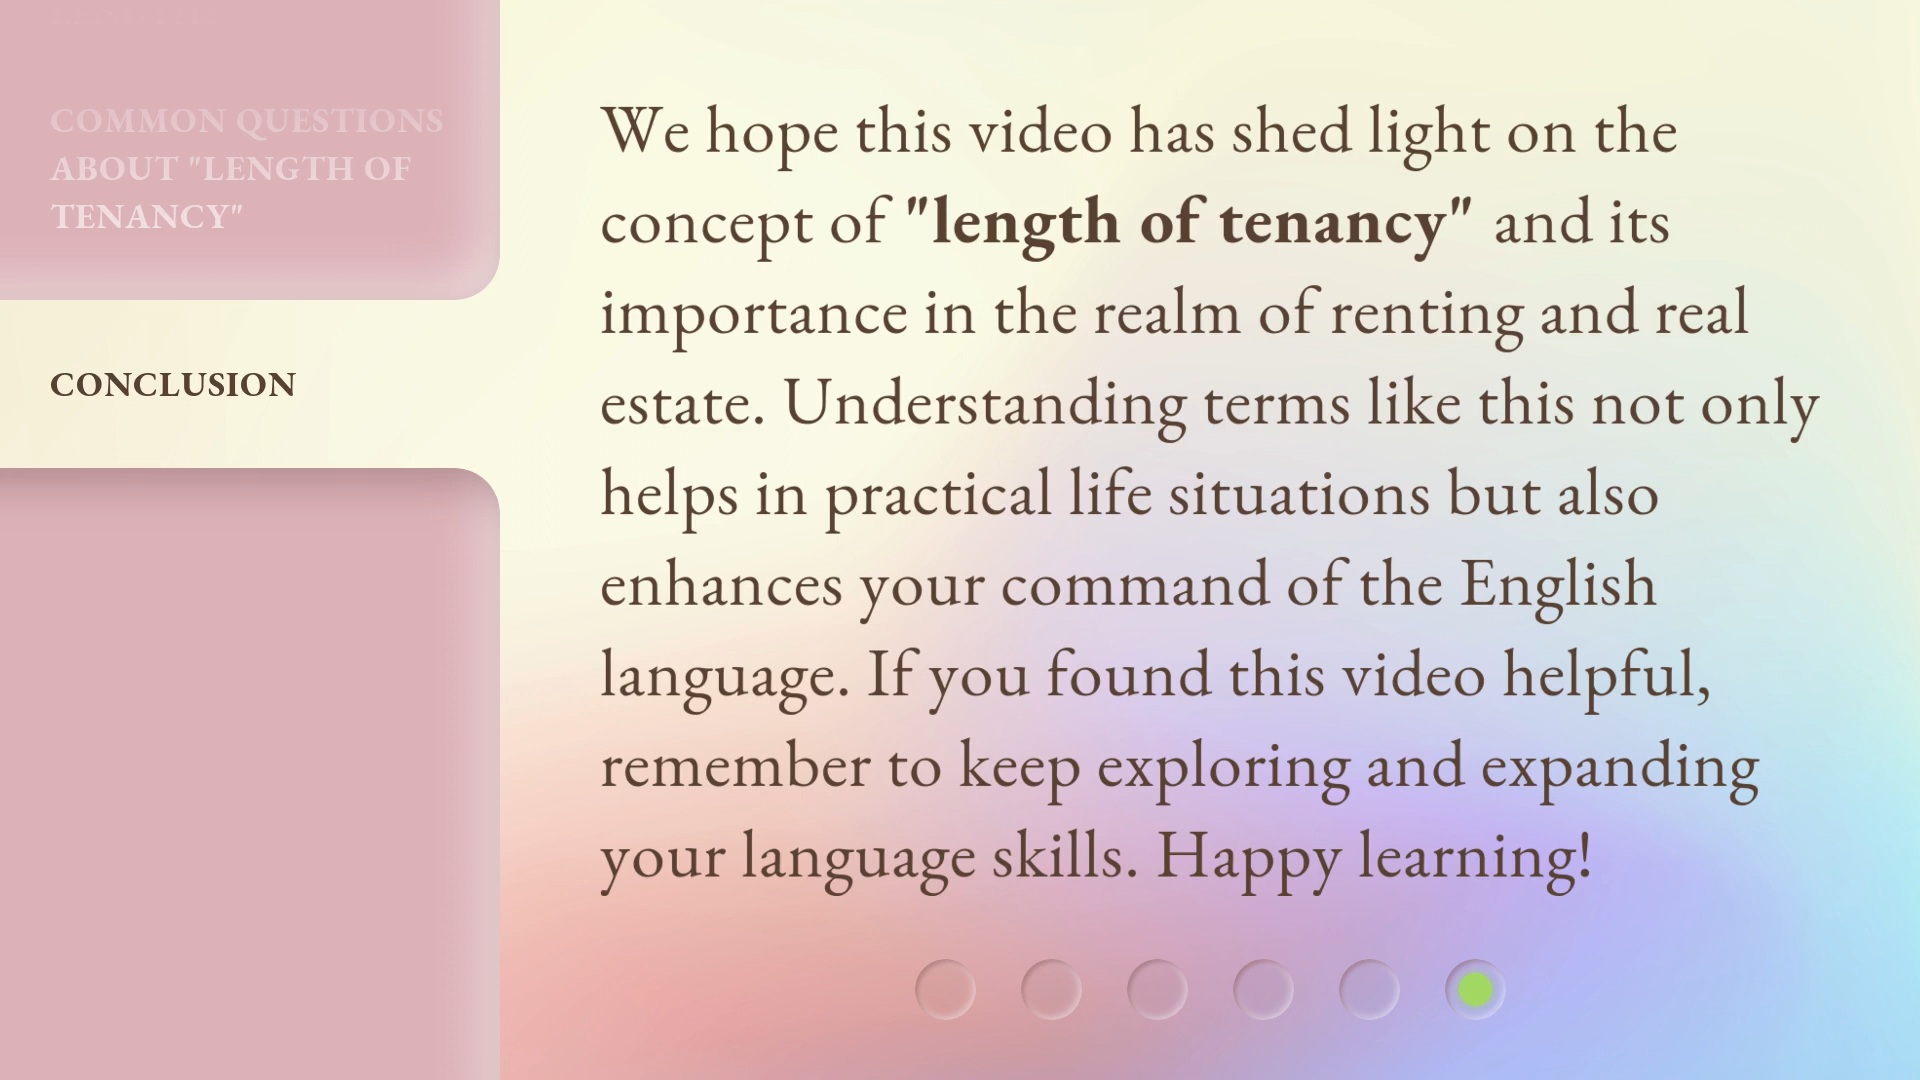 COMMON QUESTIONS
ABOUT "LENGTH OF
TENANCY"
CONCLUSION
We hope this video has shed light on the
concept of "length of tenancy" and its
importance in the realm of renting and real
estate. Understanding terms like this not only
helps in practical life situations but also
enhances your command of the English
language. If you found this video helpful,
remember to keep exploring and expanding
your language skills. Happy learning!